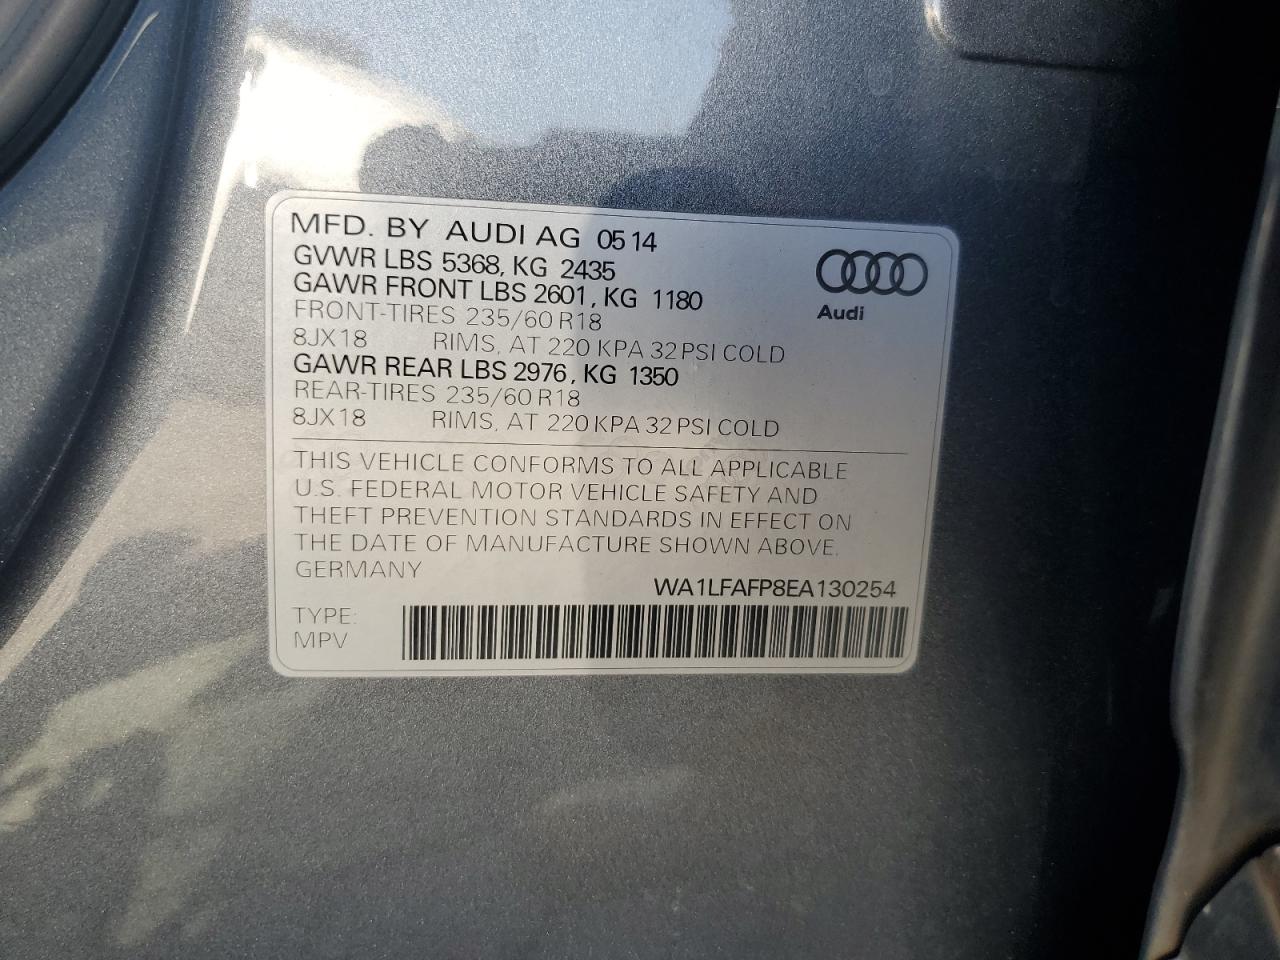 MFD. BY AUDI AG 0514
GVWR LBS 5368, KG 2435
GAWR FRONT LBS 2601, KG 1180
FRONT-TIRES 235/60 R18
8JX18 RIMS, AT 220 KPA 32 PSI COLD
GAWR REAR LBS 2976, KG 1350
REAR-TIRES 235/60 R18
8JX18 RIMS, AT 220 KPA 32 PSI COLD
Audi
THIS VEHICLE CONFORMS TO ALL APPLICABLE
U.S. FEDERAL MOTOR VEHICLE SAFETY AND
THEFT PREVENTION STANDARDS IN EFFECT ON
THE DATE OF MANUFACTURE SHOWN ABOVE.
GERMANY
WA1LFAFP8EA130254
TYPE:
MPV